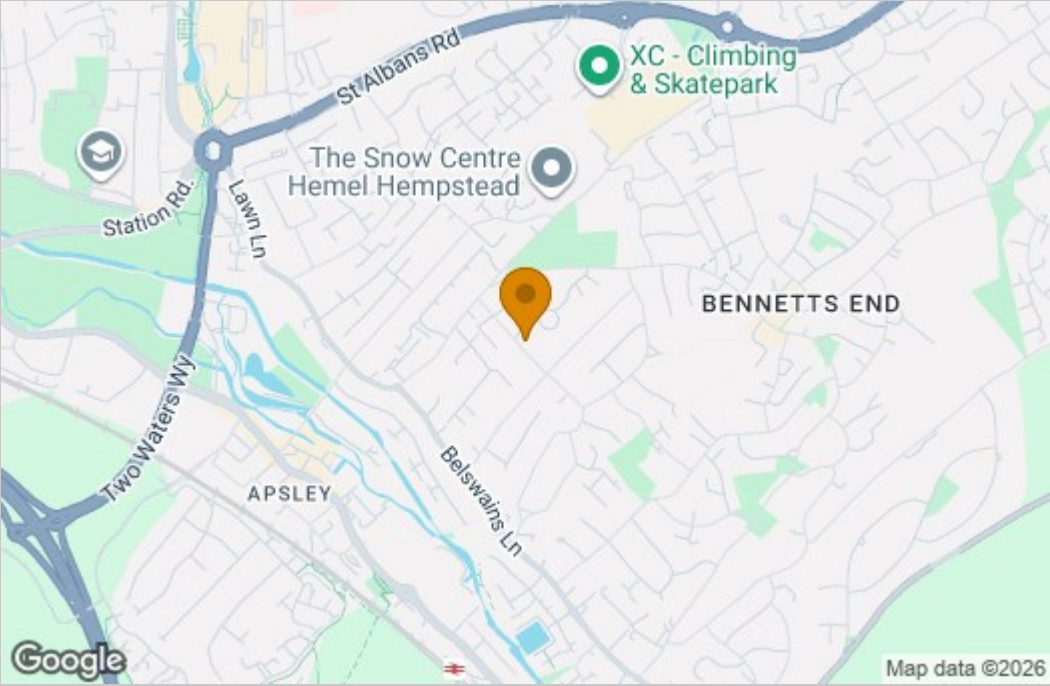 St Albans Rd
XC - Climbing
& Skatepark
The Snow Centre
Hemel Hempstead
Station Rd.
Lawn Ln
BENNETTS END
Two Waters Wy
Belswains Ln
APSLEY
Google
Map data ©2026